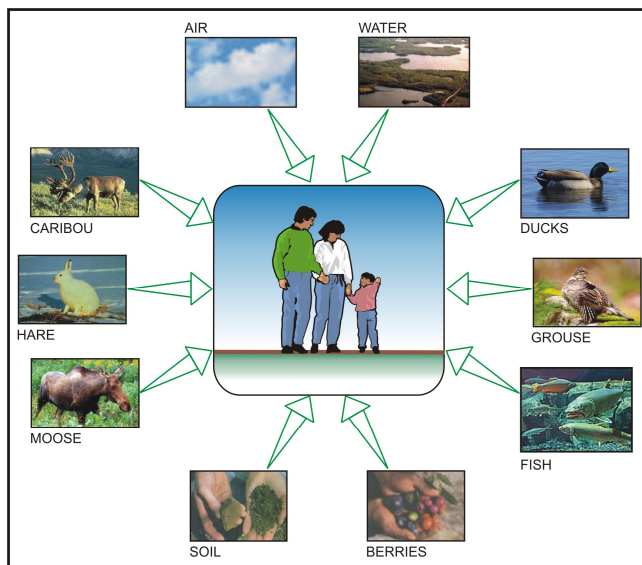 AIR
WATER
CARIBOU
DUCKS
HARE
GROUSE
MOOSE
FISH
SOIL
BERRIES